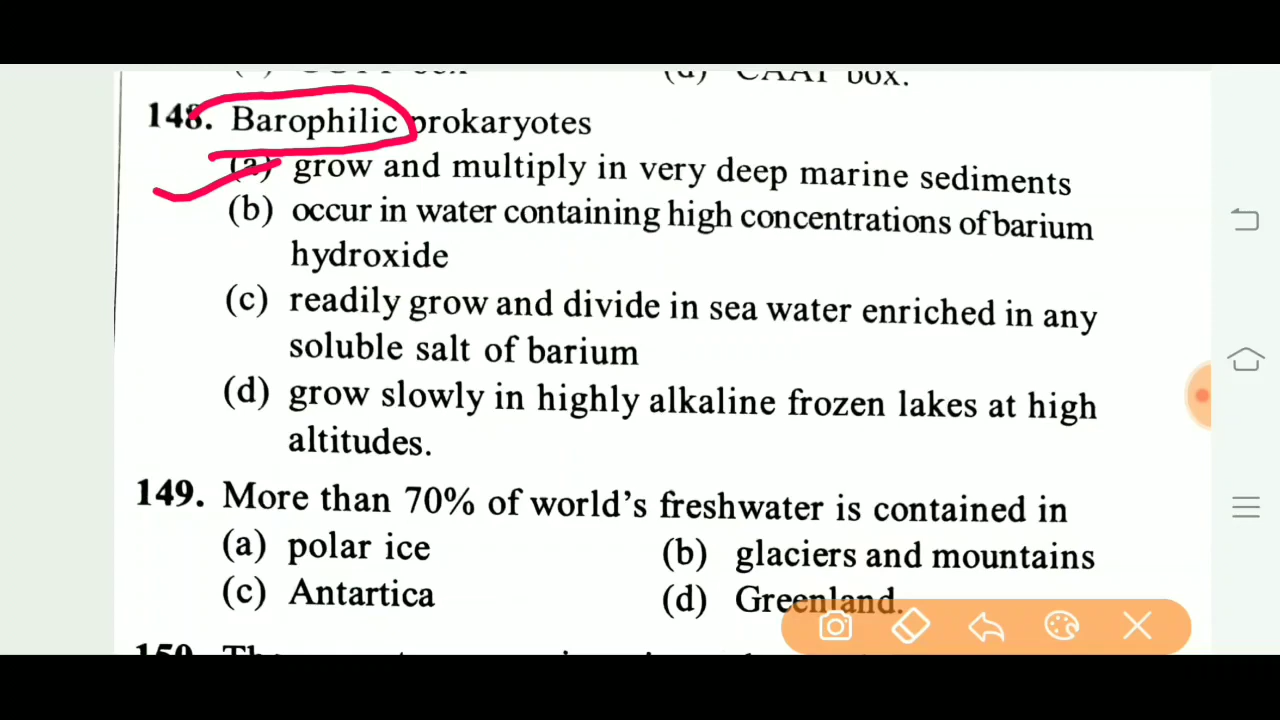 (d) CAAT box.
148. Barophilic prokaryotes
(a) grow and multiply in very deep marine sediments
(b) occur in water containing high concentrations of barium
hydroxide
(c) readily grow and divide in sea water enriched in any
soluble salt of barium
(d) grow slowly in highly alkaline frozen lakes at high
altitudes.
149. More than 70% of world's freshwater is contained in
(a) polar ice (b) glaciers and mountains
(c) Antartica (d) Greenland.
150.